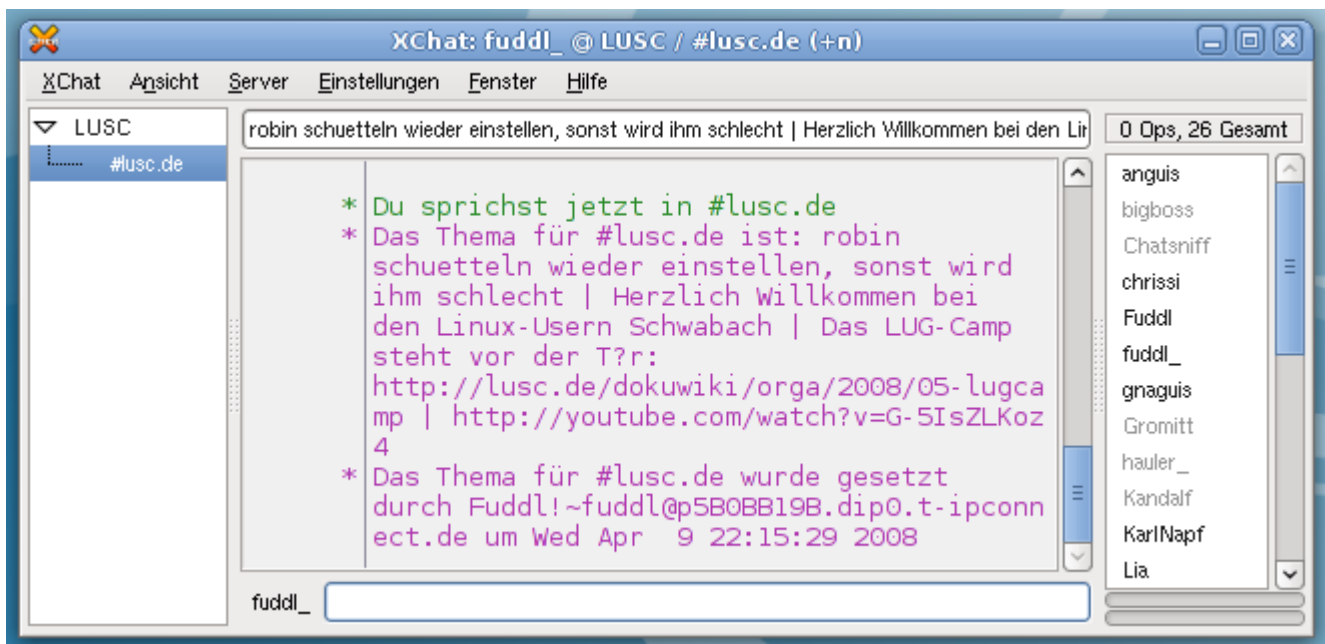 XChat: fuddl_ @ LUSC / #lusc.de (+n)
XChat Ansicht Server Einstellungen Fenster Hilfe
LUSC
#lusc.de
robin schuetteln wieder einstellen, sonst wird ihm schlecht | Herzlich Willkommen bei den Lin
0 Ops, 26 Gesamt
* Du sprichst jetzt in #lusc.de
* Das Thema für #lusc.de ist: robin
schuetteln wieder einstellen, sonst wird
ihm schlecht | Herzlich Willkommen bei
den Linux-Usern Schwabach | Das LUG-Camp
steht vor der T?r:
http://lusc.de/dokuwiki/orga/2008/05-lugca
mp | http://youtube.com/watch?v=G-5IsZLKoz
4
* Das Thema für #lusc.de wurde gesetzt
durch Fuddl!~fuddl@p5B0BB19B.dip0.t-ipconn
ect.de um Wed Apr  9 22:15:29 2008
anguis
bigboss
Chatsniff
chrissi
Fuddl
fuddl_
gnaguis
Gromitt
hauler_
Kandalf
KarlNapf
Lia
fuddl_